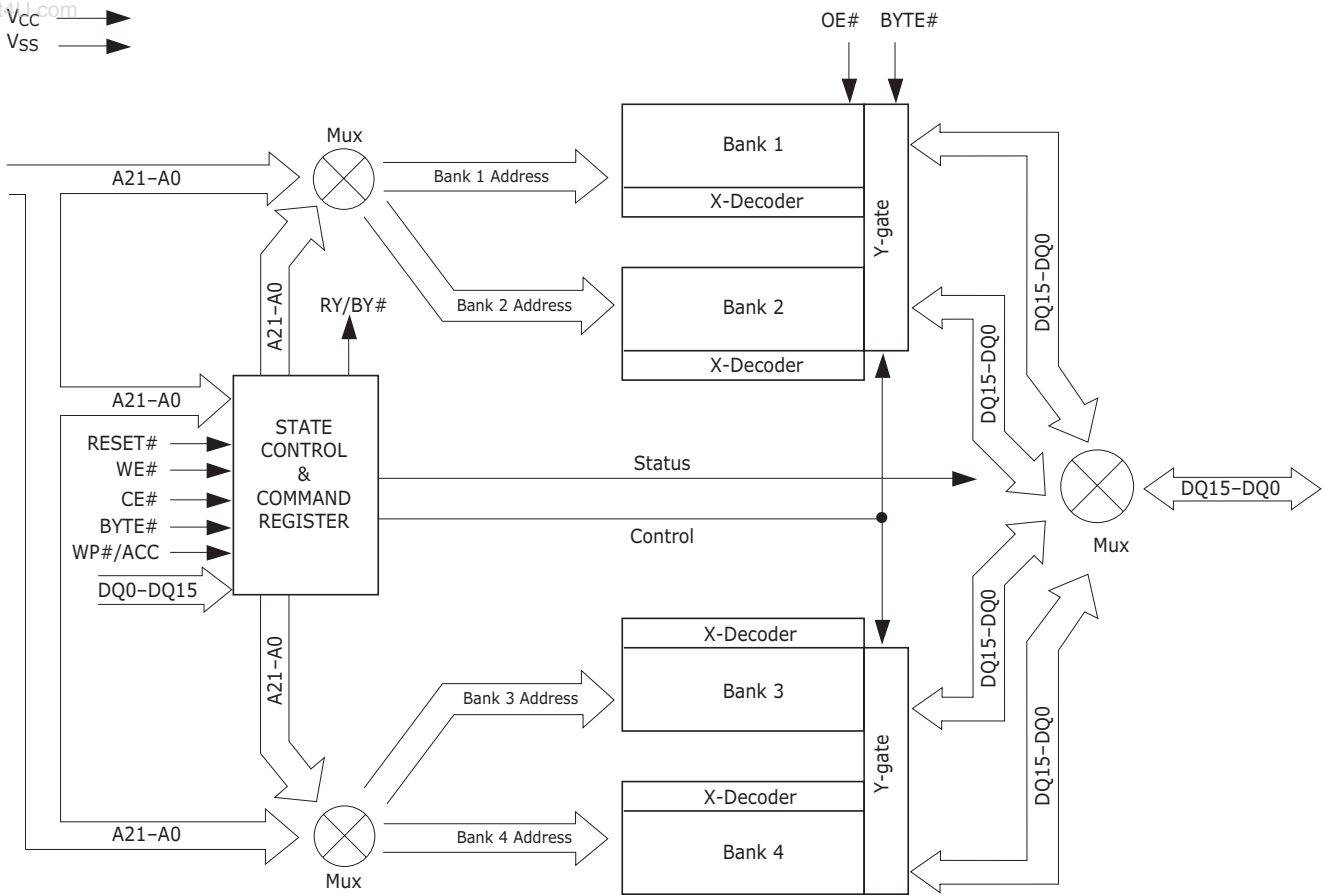 VCC
VSS
OE# BYTE#
Mux
A21–A0
Bank 1 Address
Bank 1
X-Decoder
Y-gate
DQ15–DQ0
A21–A0
RY/BY#
Bank 2 Address
Bank 2
X-Decoder
DQ15–DQ0
A21–A0
RESET#
WE#
CE#
BYTE#
WP#/ACC
DQ0–DQ15
STATE
CONTROL
&
COMMAND
REGISTER
Status
Control
DQ15–DQ0
Mux
A21–A0
X-Decoder
Bank 3
Bank 3 Address
DQ15–DQ0
Y-gate
DQ15–DQ0
X-Decoder
Bank 4
Bank 4 Address
A21–A0
Mux